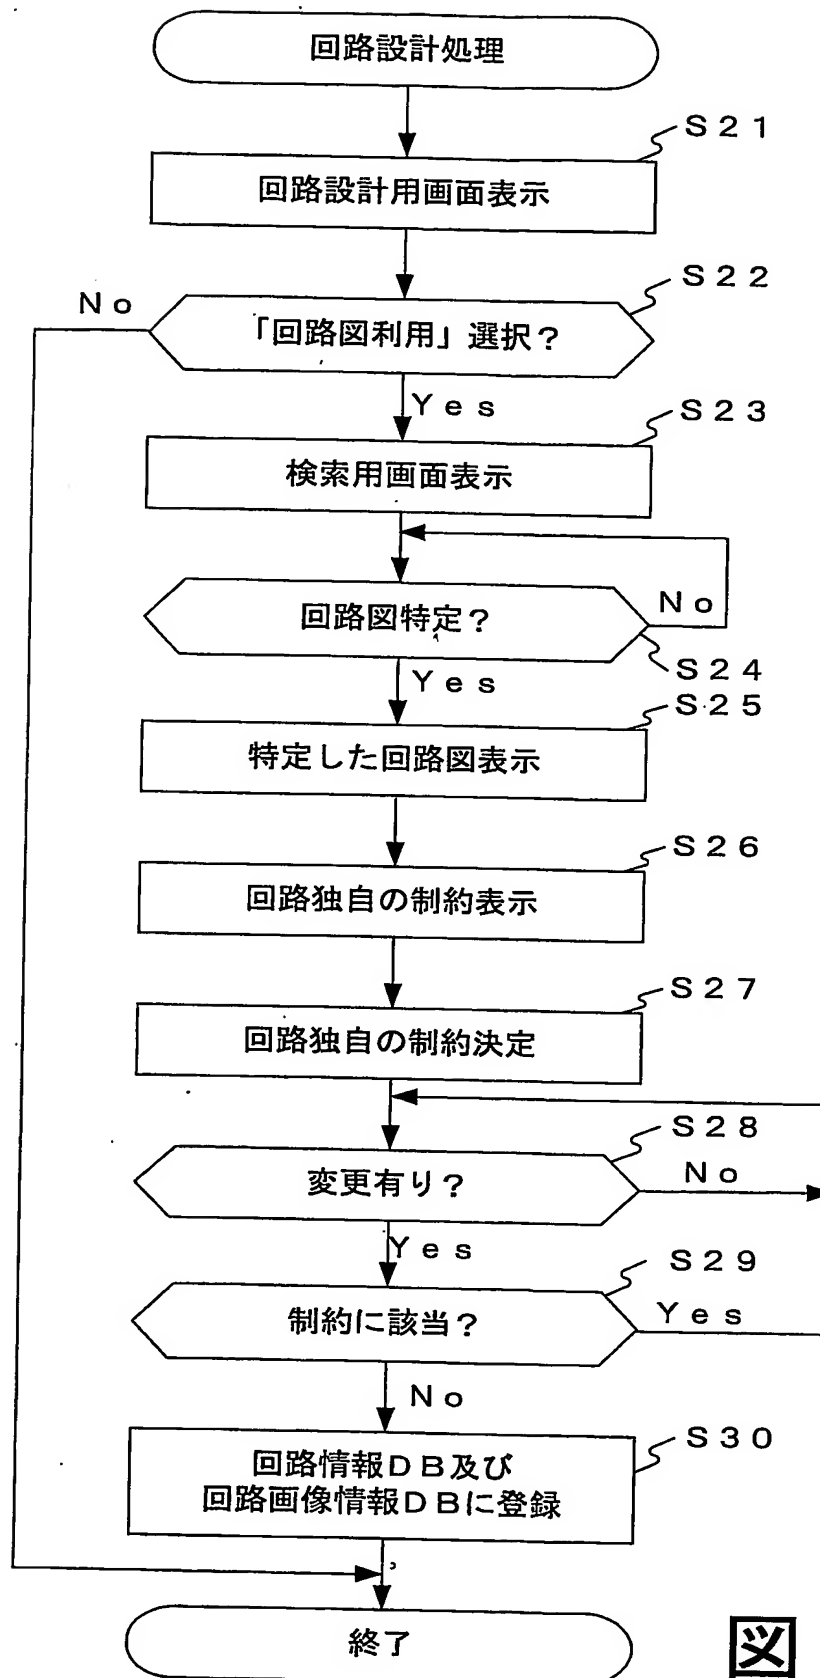 回路設計処理
S21
回路設計用画面表示
S22
No
「回路図利用」選択?
Yes
S23
検索用画面表示
回路図特定?
No
S24
Yes
S25
特定した回路図表示
S26
回路独自の制約表示
S27
回路独自の制約決定
S28
変更有り?
No
Yes
S29
制約に該当?
Yes
No
S30
回路情報DB及び
回路画像情報DBに登録
終了
図